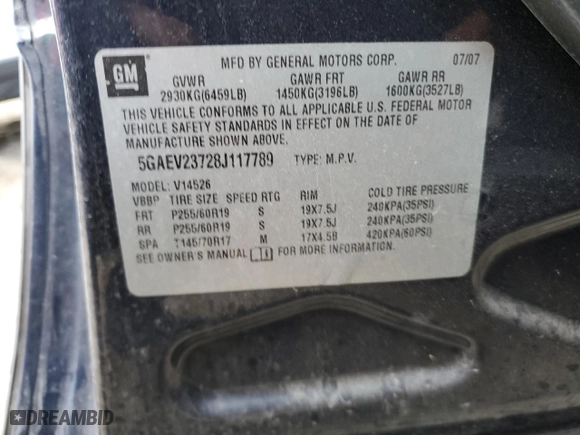 GM
MFD BY GENERAL MOTORS CORP. 07/07
GVWR GAWR FRT GAWR RR
2930KG(6459LB) 1450KG(3196LB) 1600KG(3527LB)
THIS VEHICLE CONFORMS TO ALL APPLICABLE U.S. FEDERAL MOTOR
VEHICLE SAFETY STANDARDS IN EFFECT ON THE DATE OF
MANUFACTURE SHOWN ABOVE.
5GAEV23728J117789 TYPE: M.P.V.
MODEL: V14526
VBBP TIRE SIZE SPEED RTG RIM COLD TIRE PRESSURE
FRT P255/60R19 S 19X7.5J 240KPA(35PSI)
RR P255/60R19 S 19X7.5J 240KPA(35PSI)
SPA T145/70R17 M 17X4.5B 420KPA(60PSI)
SEE OWNER'S MANUAL FOR MORE INFORMATION.
DREAMBID